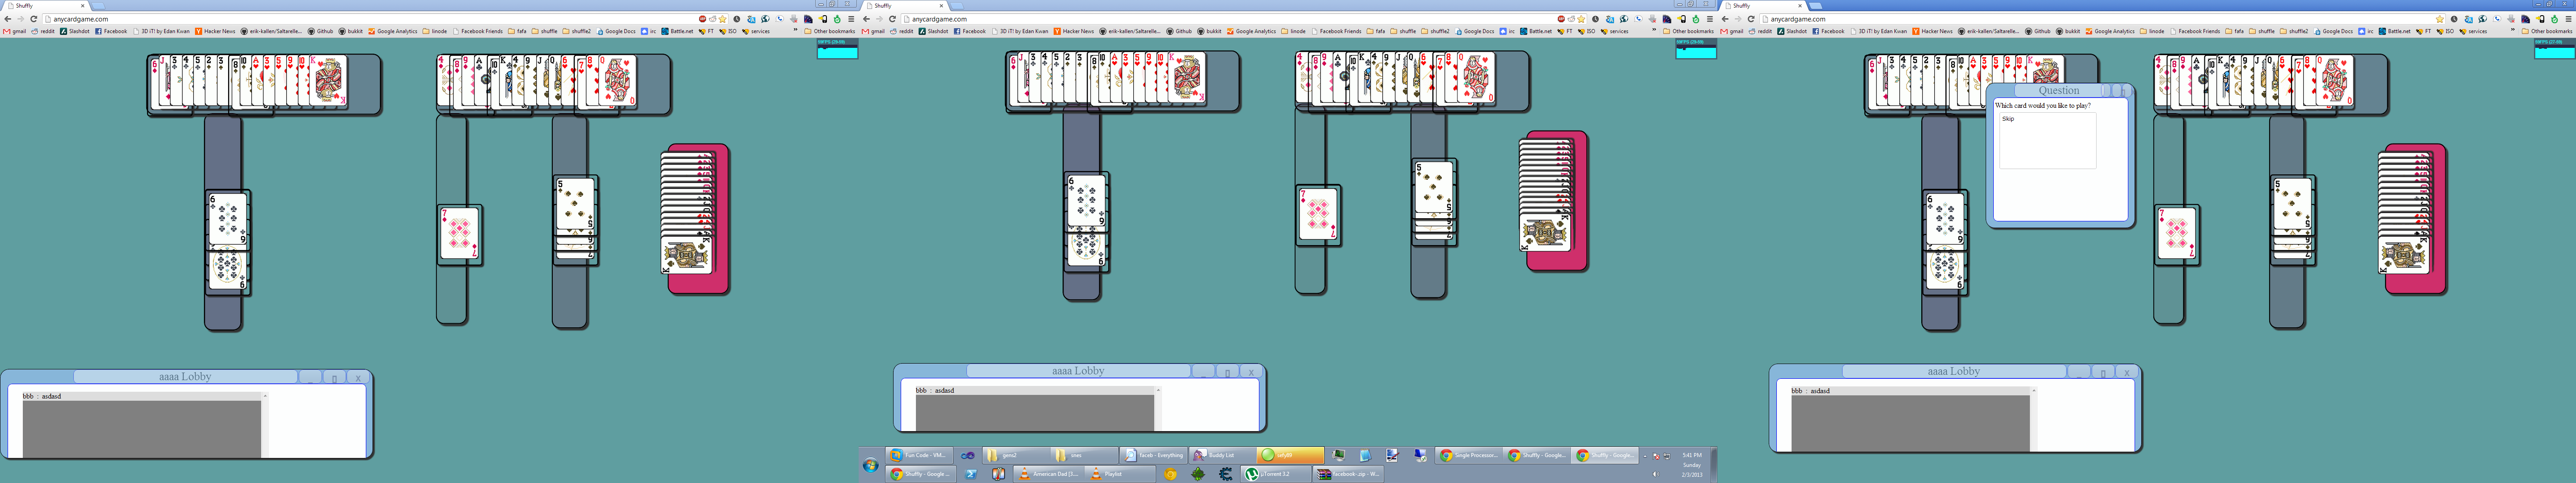 Shuffly
anycardgame.com
gmail reddit Slashdot Facebook 3D iT! by Edan Kwan Hacker News erik-kallen/Saltarelle... Github bukkit Google Analytics linode Facebook Friends fafa shuffle shuffle2 Google Docs irc Battle.net FT ISO services » Other bookmarks
aaaa Lobby
X
bbb : asdasd
Shuffly
anycardgame.com
gmail reddit Slashdot Facebook 3D iT! by Edan Kwan Hacker News erik-kallen/Saltarelle... Github bukkit Google Analytics linode Facebook Friends fafa shuffle shuffle2 Google Docs irc Battle.net FT ISO services » Other bookmarks
aaaa Lobby
X
bbb : asdasd
Fun Code - VM... gens2 snes Faceb - Everything Buddy List Single Processor... Shuffly - Google... Shuffly - Google...
5:41 PM
Sunday
2/3/2013
Shuffly - Google ... American Dad [3... Playlist µTorrent 3.2 facebook .zip - W...
Shuffly
anycardgame.com
gmail reddit Slashdot Facebook 3D iT! by Edan Kwan Hacker News erik-kallen/Saltarelle... Github bukkit Google Analytics linode Facebook Friends fafa shuffle shuffle2 Google Docs irc Battle.net FT ISO services » Other bookmarks
Question
Which card would you like to play?
Skip
aaaa Lobby
X
bbb : asdasd